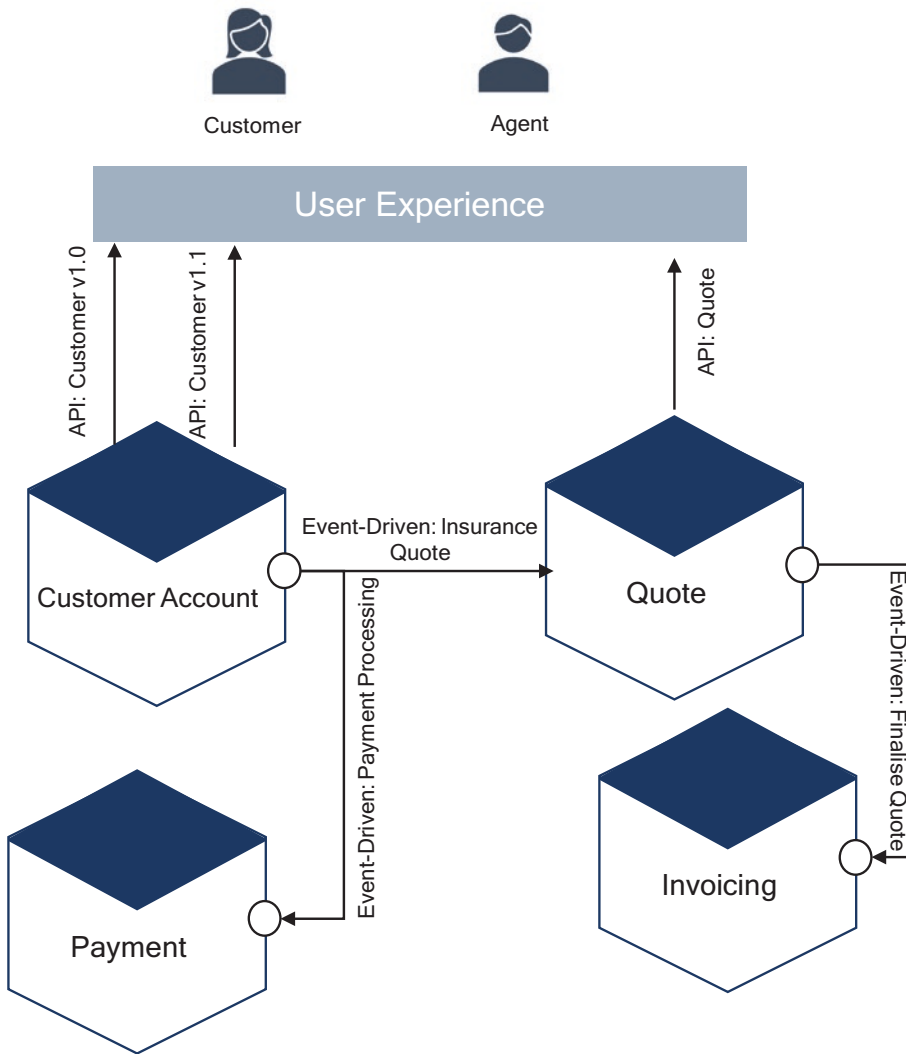 Customer
Agent
User Experience
API: Customer v1.0
API: Customer v1.1
API: Quote
Event-Driven: Insurance
Quote
Customer Account
Quote
Event-Driven: Payment Processing
Event-Driven: Finalise Quote
Payment
Invoicing